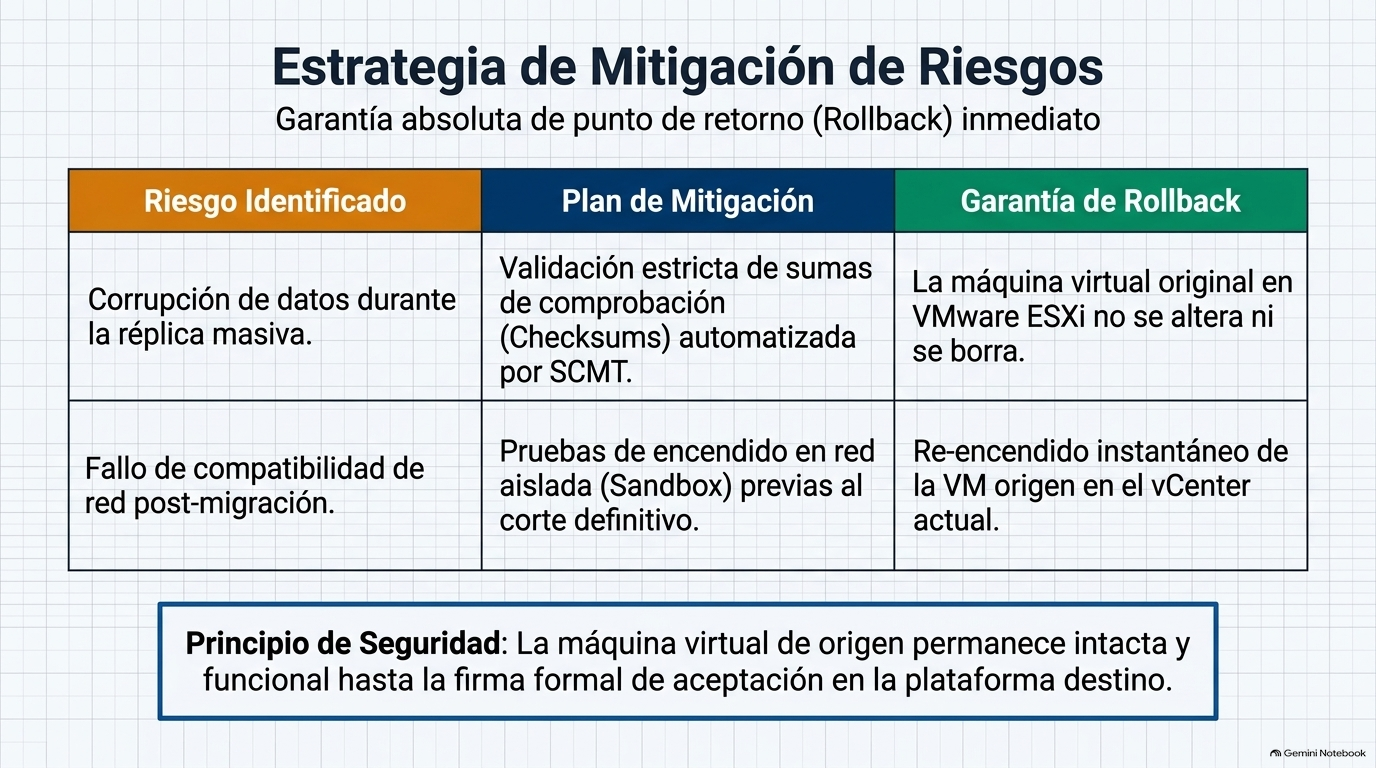 Estrategia de Mitigación de Riesgos
Garantía absoluta de punto de retorno (Rollback) inmediato
Riesgo Identificado
Plan de Mitigación
Garantía de Rollback
Corrupción de datos durante
la réplica masiva.
Validación estricta de sumas
de comprobación
(Checksums) automatizada
por SCMT.
La máquina virtual original en
VMware ESXi no se altera ni
se borra.
Fallo de compatibilidad de
red post-migración.
Pruebas de encendido en red
aislada (Sandbox) previas al
corte definitivo.
Re-encendido instantáneo de
la VM origen en el vCenter
actual.
Principio de Seguridad: La máquina virtual de origen permanece intacta y
funcional hasta la firma formal de aceptación en la plataforma destino.
Gemini Notebook